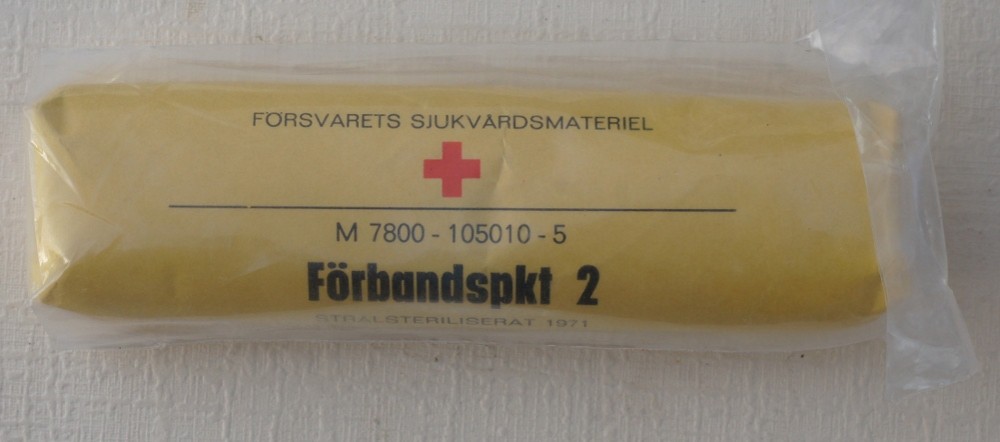 FÖRSVARETS SJUKVÅRDSMATERIEL
M 7800 - 105010 - 5
Förbandspkt 2
STRÅLSTERILISERAT 1971